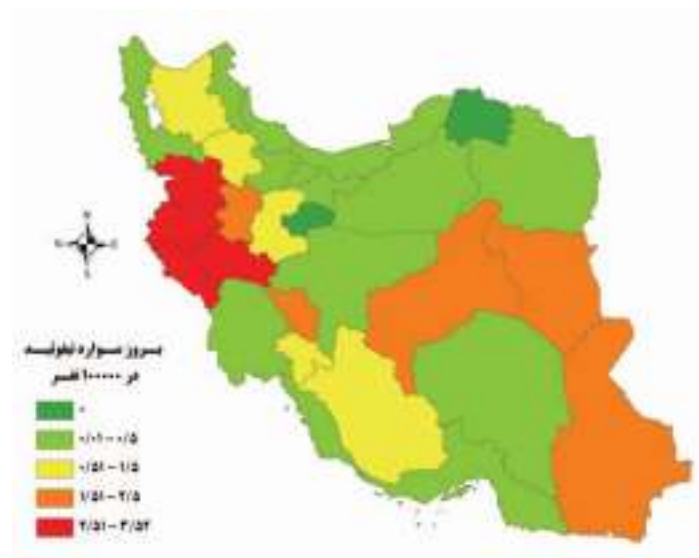 N
S
بروز موارد تیفوئید
در ۱۰۰۰۰۰ نفر
۰
۰/۰۱ – ۰/۵
۰/۵۱ – ۱/۵
۱/۵۱ – ۲/۵
۲/۵۱ – ۳/۵۲